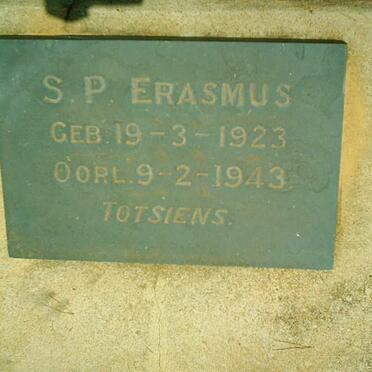 S. P. ERASMUS
GEB. 19-3-1923
OORL. 9-2-1943
TOTSIENS.